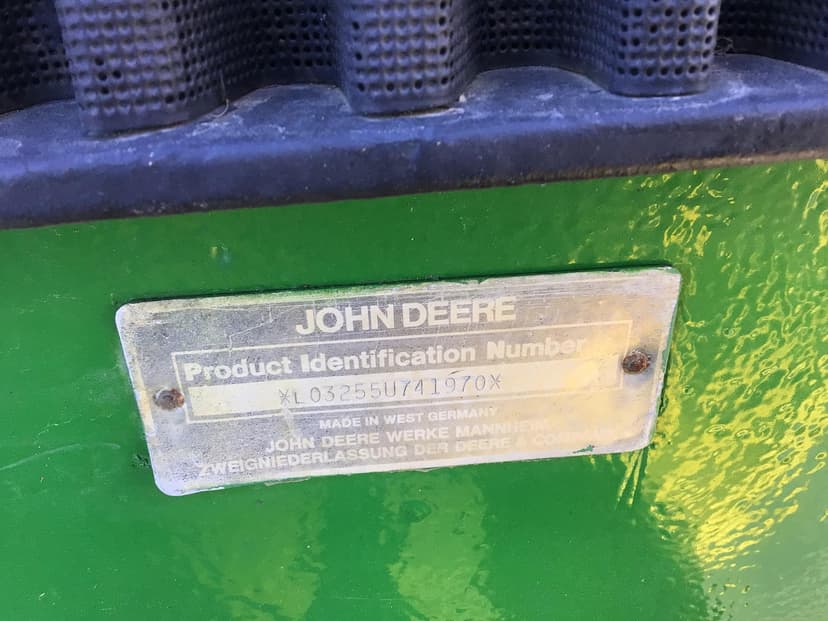 JOHN DEERE
Product Identification Number
*L03255U741970*
MADE IN WEST GERMANY
JOHN DEERE WERKE MANNHEIM
ZWEIGNIEDERLASSUNG DER DEERE & COMPANY